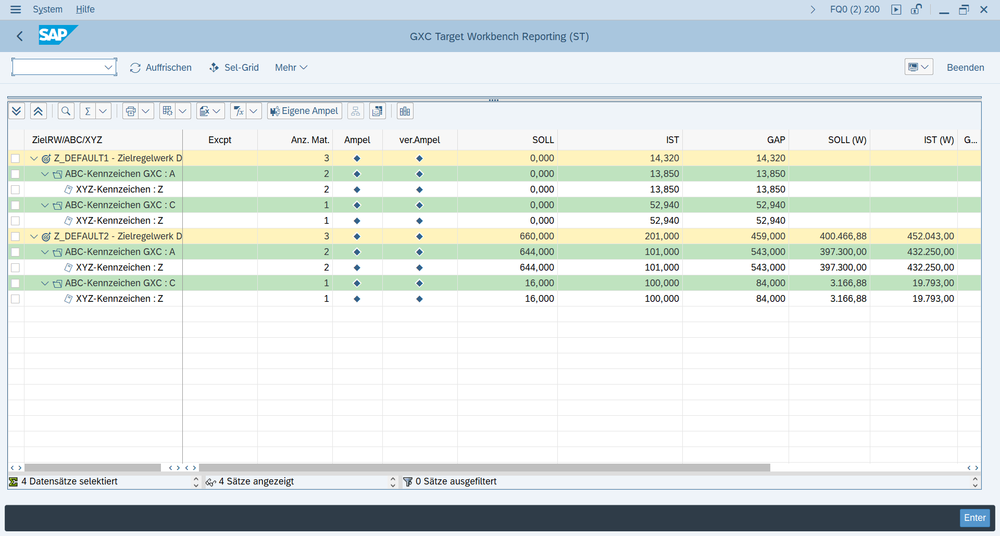 System Hilfe FQ0 (2) 200
SAP GXC Target Workbench Reporting (ST)
Auffrischen Sel-Grid Mehr Beenden
Σ fx Eigene Ampel
ZielRW/ABC/XYZ Excpt Anz. Mat. Ampel ver.Ampel SOLL IST GAP SOLL (W) IST (W) G...
Z_DEFAULT1 - Zielregelwerk D 3 0,000 14,320 14,320
ABC-Kennzeichen GXC : A 2 0,000 13,850 13,850
XYZ-Kennzeichen : Z 2 0,000 13,850 13,850
ABC-Kennzeichen GXC : C 1 0,000 52,940 52,940
XYZ-Kennzeichen : Z 1 0,000 52,940 52,940
Z_DEFAULT2 - Zielregelwerk D 3 660,000 201,000 459,000 400.466,88 452.043,00
ABC-Kennzeichen GXC : A 2 644,000 101,000 543,000 397.300,00 432.250,00
XYZ-Kennzeichen : Z 2 644,000 101,000 543,000 397.300,00 432.250,00
ABC-Kennzeichen GXC : C 1 16,000 100,000 84,000 3.166,88 19.793,00
XYZ-Kennzeichen : Z 1 16,000 100,000 84,000 3.166,88 19.793,00
4 Datensätze selektiert 4 Sätze angezeigt 0 Sätze ausgefiltert
Enter